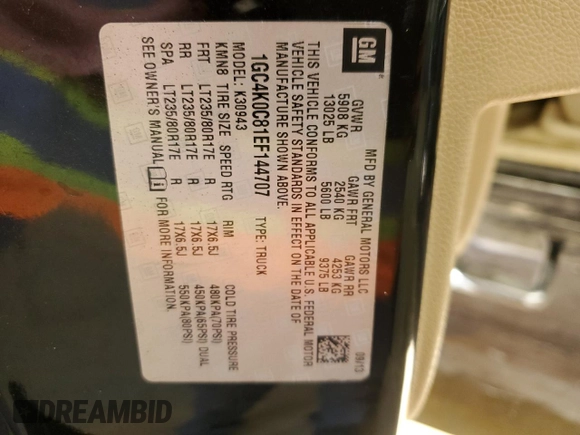 GM
MFD BY GENERAL MOTORS LLC
09/13
GVWR GAWR FRT GAWR RR
5908 KG 2540 KG 4253 KG
13025 LB 5600 LB 9375 LB
THIS VEHICLE CONFORMS TO ALL APPLICABLE U.S. FEDERAL MOTOR
VEHICLE SAFETY STANDARDS IN EFFECT ON THE DATE OF
MANUFACTURE SHOWN ABOVE.
1GC4K0C81EF144707 TYPE: TRUCK
MODEL: K30943
KMN8 TIRE SIZE SPEED RTG RIM COLD TIRE PRESSURE
FRT LT235/80R17E R 17X6.5J 480KPA(70PSI)
RR LT235/80R17E R 17X6.5J 450KPA(65PSI) DUAL
SPA LT235/80R17E R 17X6.5J 550KPA(80PSI)
SEE OWNER'S MANUAL FOR MORE INFORMATION.
DREAMBID